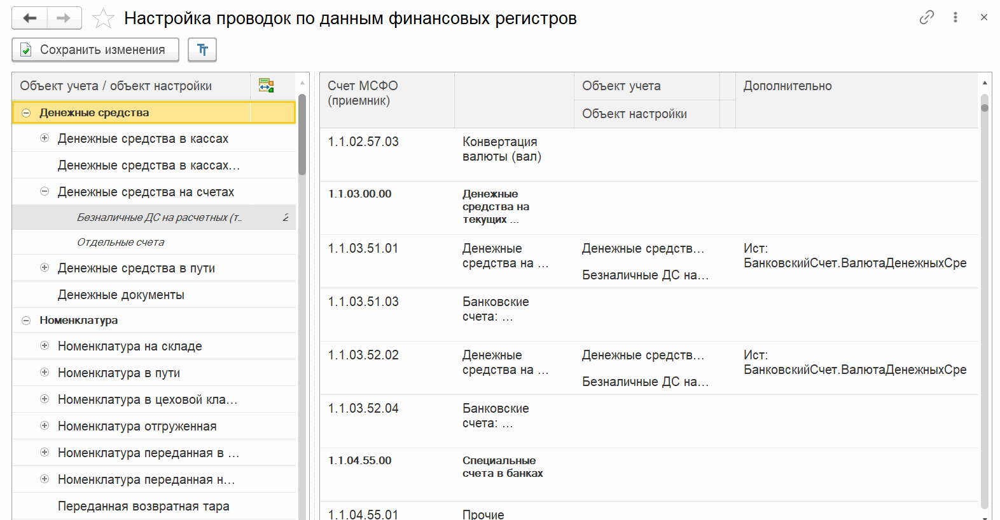 Настройка проводок по данным финансовых регистров
Сохранить изменения
Объект учета / объект настройки
Денежные средства
Денежные средства в кассах
Денежные средства в кассах...
Денежные средства на счетах
Безналичные ДС на расчетных (т... 2
Отдельные счета
Денежные средства в пути
Денежные документы
Номенклатура
Номенклатура на складе
Номенклатура в пути
Номенклатура в цеховой кла...
Номенклатура отгруженная
Номенклатура переданная в ...
Номенклатура переданная н...
Переданная возвратная тара
Счет МСФО
(приемник)
Объект учета
Объект настройки
Дополнительно
1.1.02.57.03
Конвертация
валюты (вал)
1.1.03.00.00
Денежные
средства на
текущих ...
1.1.03.51.01
Денежные
средства на ...
Денежные средств...
Безналичные ДС на...
Ист:
БанковскийСчет.ВалютаДенежныхСре
1.1.03.51.03
Банковские
счета: ...
1.1.03.52.02
Денежные
средства на ...
Денежные средств...
Безналичные ДС на...
Ист:
БанковскийСчет.ВалютаДенежныхСре
1.1.03.52.04
Банковские
счета: ...
1.1.04.55.00
Специальные
счета в банках
1.1.04.55.01
Прочие